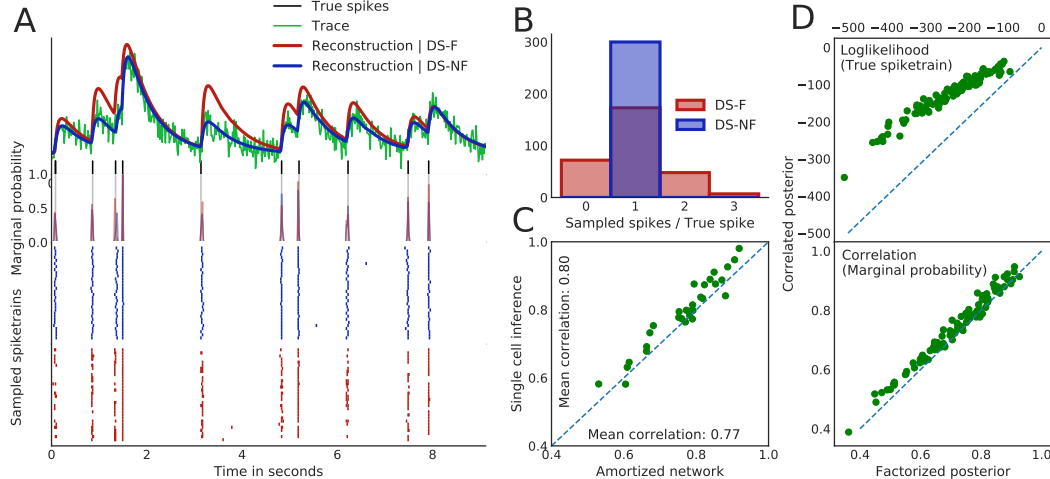 A
True spikes
Trace
Reconstruction | DS-F
Reconstruction | DS-NF
Marginal probability
1.0
0.5
0.0
0
2
4
6
8
Sampled spiketrains
0
2
4
6
8
Time in seconds
B
300
200
100
0
DS-F
DS-NF
0
1
2
3
Sampled spikes / True spike
C
1.0
0.8
0.6
0.4
Single cell inference
Mean correlation: 0.80
Mean correlation: 0.77
0.4
0.6
0.8
1.0
Amortized network
D
−500
−400
−300
−200
−100
0
0
−100
−200
−300
−400
−500
Loglikelihood
(True spiketrain)
Correlated posterior
Correlation
(Marginal probability)
1.0
0.8
0.6
0.4
0.4
0.6
0.8
1.0
Factorized posterior